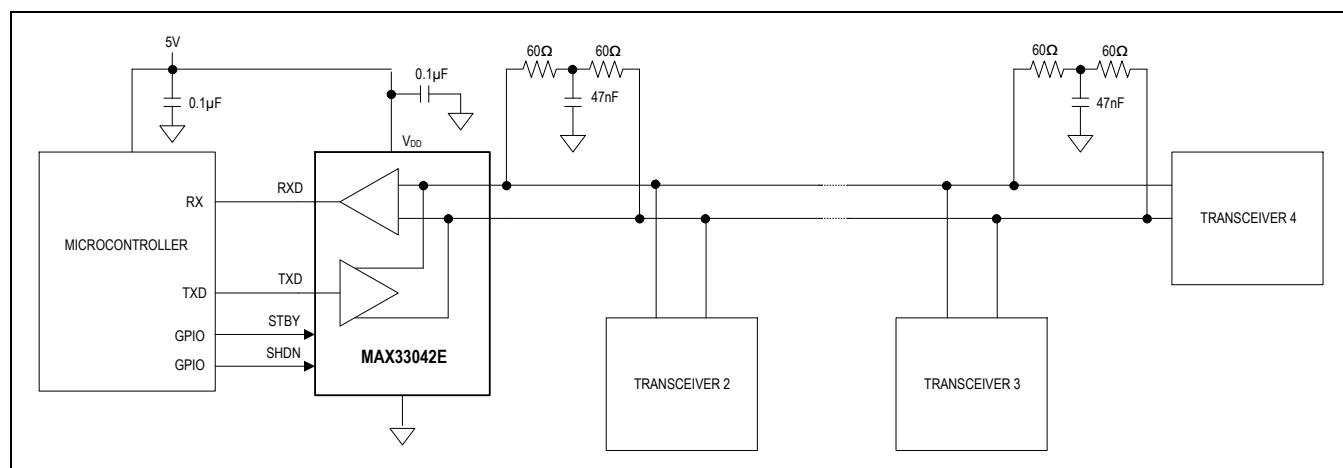 5V
0.1µF
0.1µF
60Ω 60Ω
47nF
60Ω 60Ω
47nF
VDD
RXD
RX
MICROCONTROLLER
TXD
TXD
STBY
GPIO
SHDN
GPIO
MAX33042E
TRANSCEIVER 2
TRANSCEIVER 3
TRANSCEIVER 4